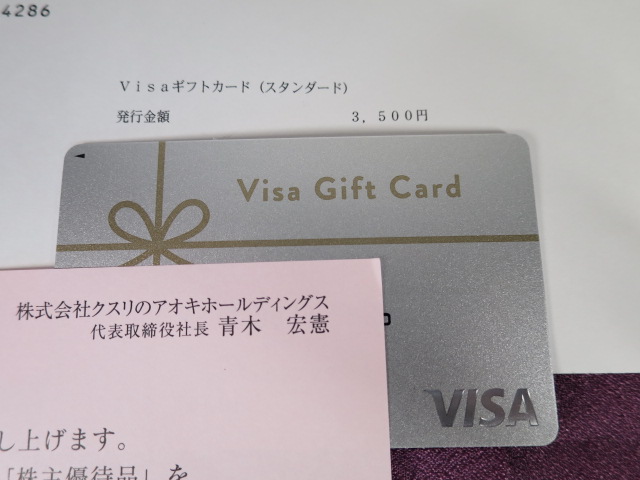 4286
Ｖｉｓａギフトカード（スタンダード）
発行金額 ３，５００円
Visa Gift Card
株式会社クスリのアオキホールディングス
代表取締役社長 青木 宏憲
し上げます。
「株主優待品」を
VISA